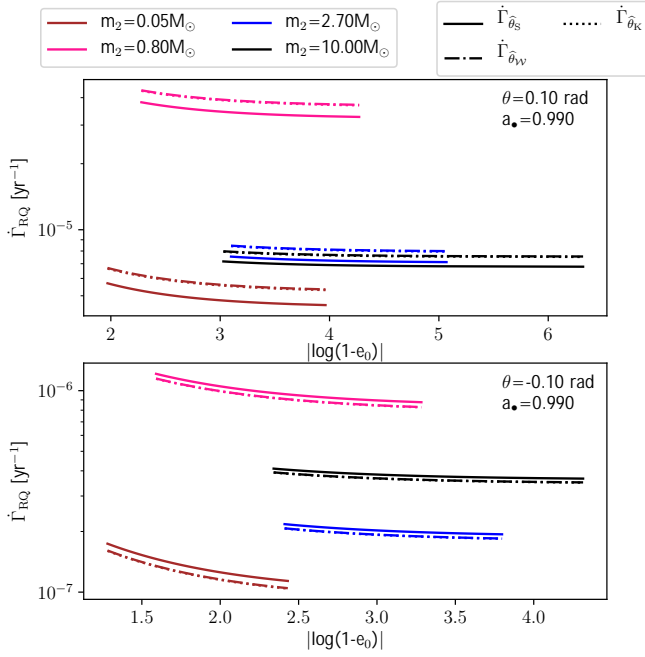 m₂=0.05M⊙ m₂=2.70M⊙
m₂=0.80M⊙ m₂=10.00M⊙
Γ̇_θ̂S Γ̇_θ̂K
Γ̇_θ̂𝒲
θ=0.10 rad
a•=0.990
10⁻⁵
Γ̇RQ [yr⁻¹]
2 3 4 5 6
|log(1-e₀)|
θ=-0.10 rad
a•=0.990
10⁻⁶
10⁻⁷
Γ̇RQ [yr⁻¹]
1.5 2.0 2.5 3.0 3.5 4.0
|log(1-e₀)|